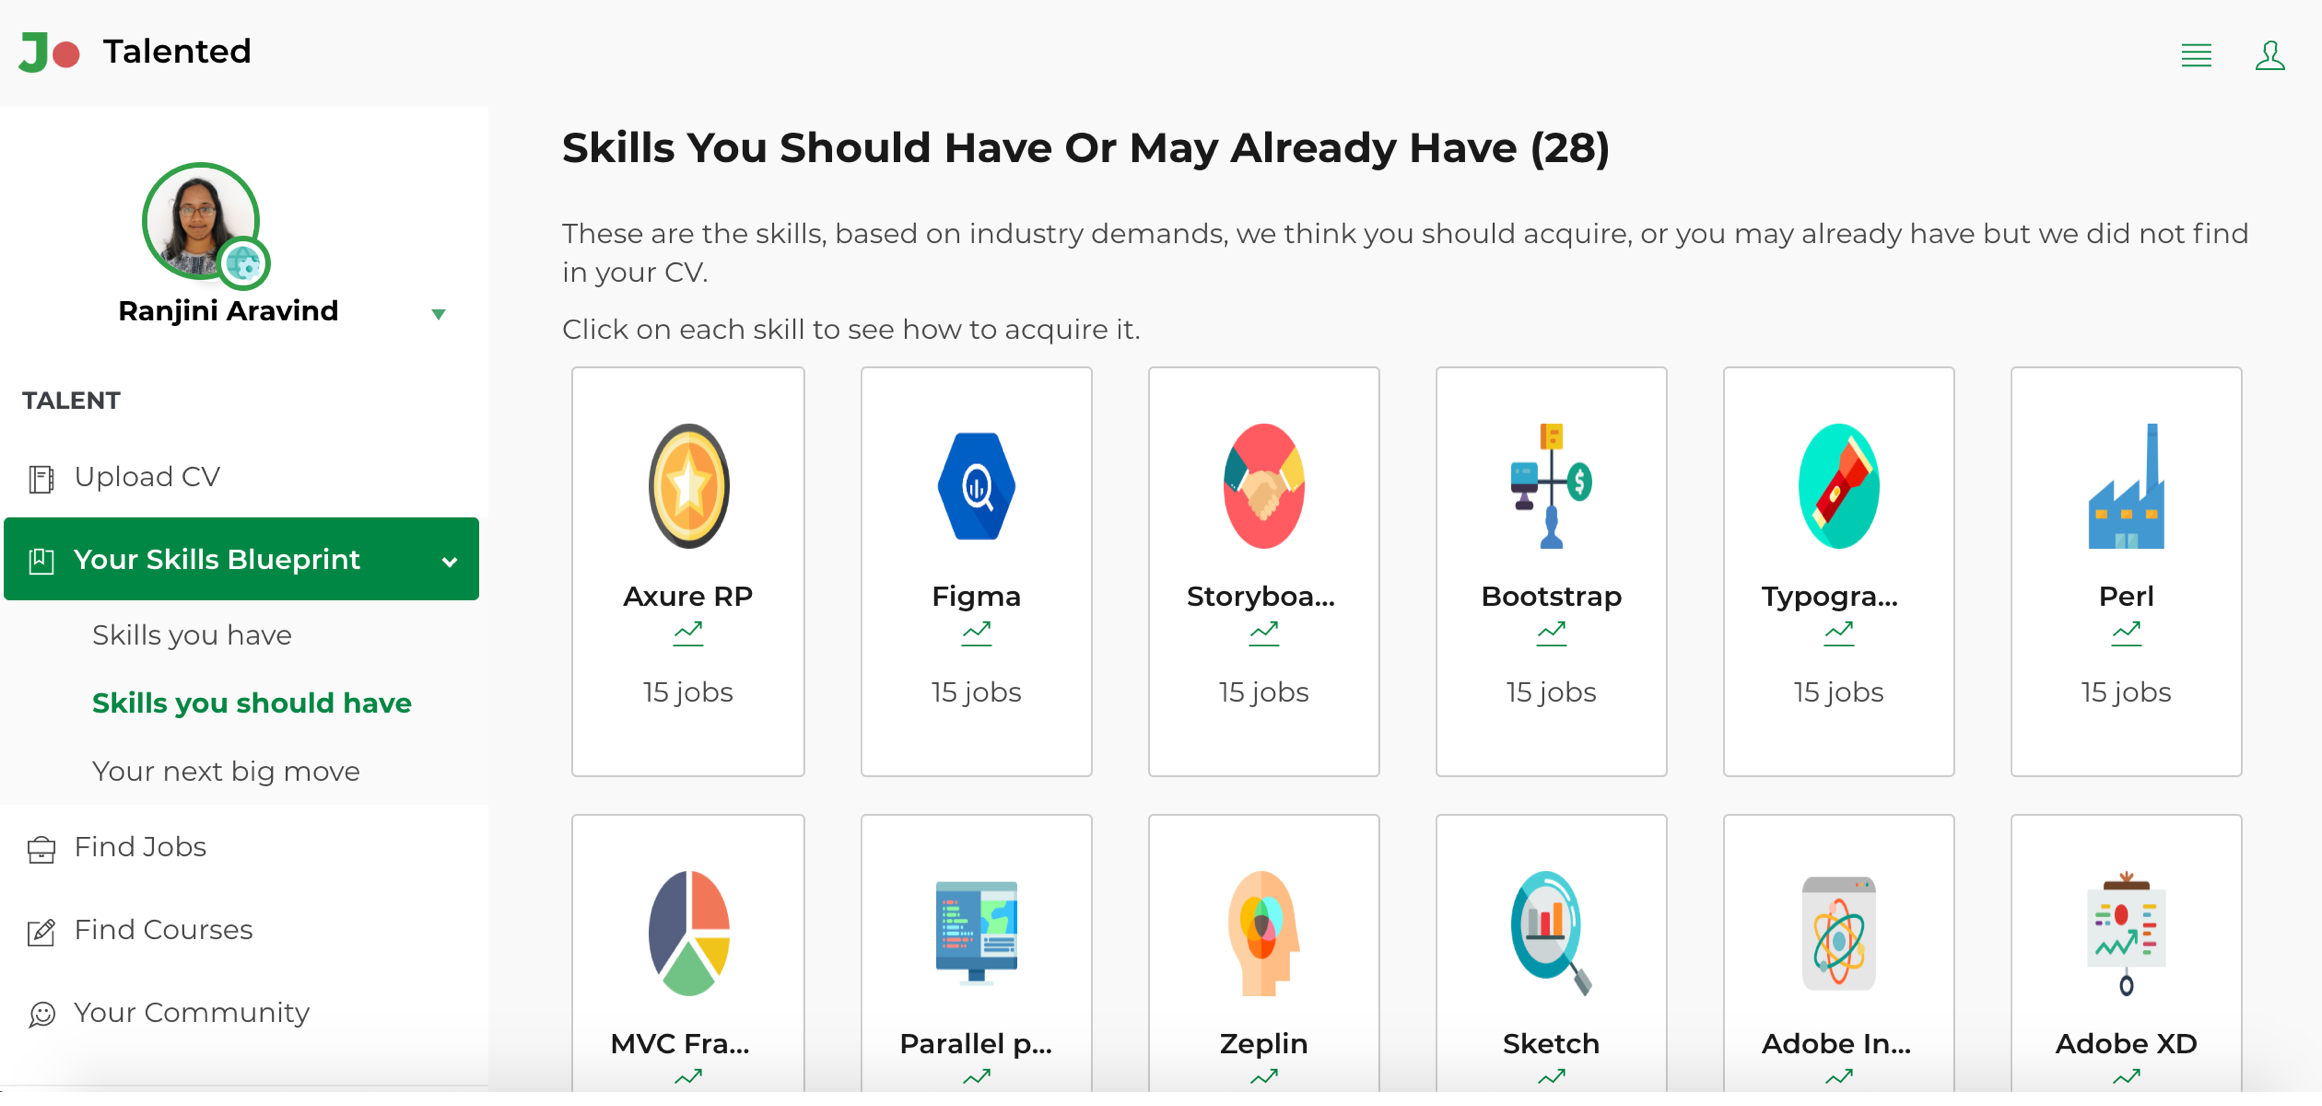 J
Talented
Ranjini Aravind
TALENT
Upload CV
Your Skills Blueprint
Skills you have
Skills you should have
Your next big move
Find Jobs
Find Courses
Your Community
Skills You Should Have Or May Already Have (28)
These are the skills, based on industry demands, we think you should acquire, or you may already have but we did not find
in your CV.
Click on each skill to see how to acquire it.
Axure RP
15 jobs
Figma
15 jobs
Storyboa...
15 jobs
Bootstrap
15 jobs
Typogra...
15 jobs
Perl
15 jobs
MVC Fra...
Parallel p...
Zeplin
Sketch
Adobe In...
Adobe XD